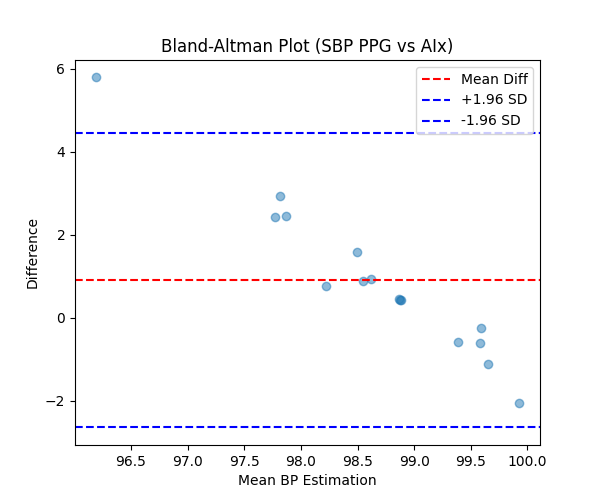 Bland-Altman Plot (SBP PPG vs AIx)
Mean Diff
+1.96 SD
-1.96 SD
Difference
6
4
2
0
−2
96.5 97.0 97.5 98.0 98.5 99.0 99.5 100.0
Mean BP Estimation